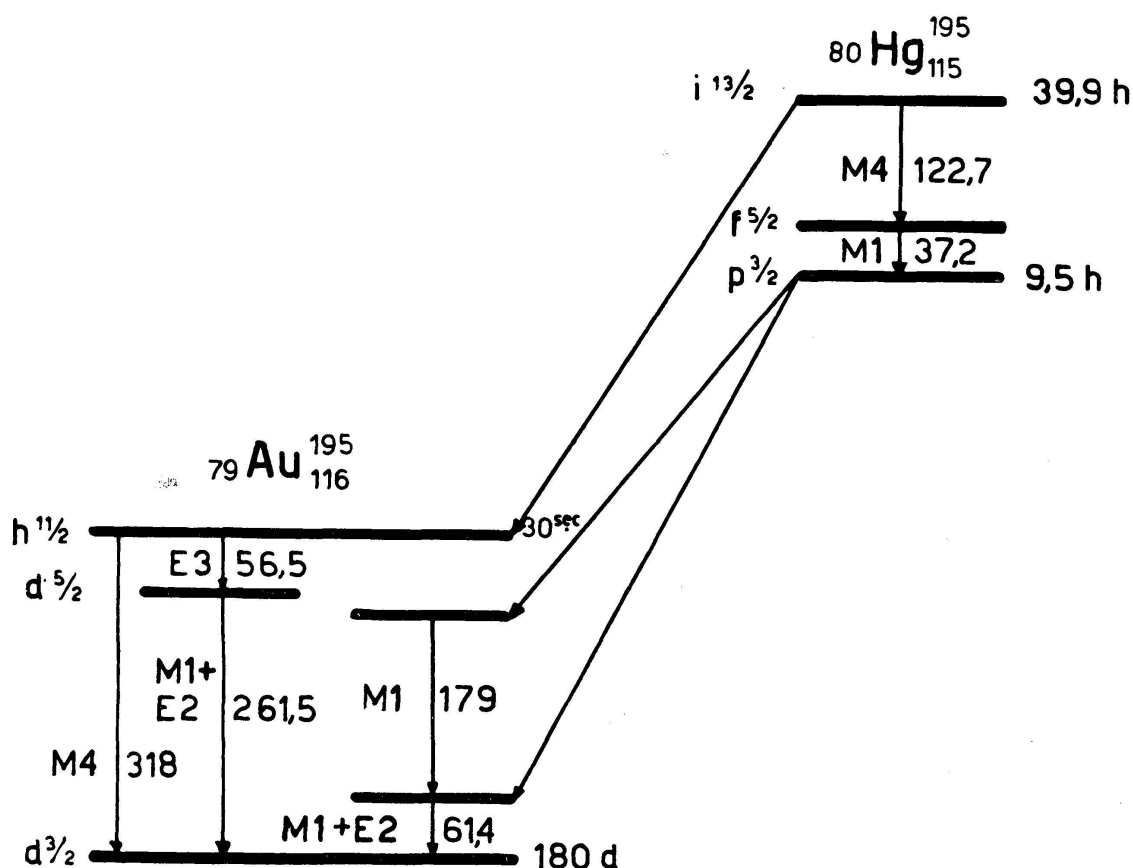 80 Hg 195 115
i 13/2
39,9 h
M4 122,7
f 5/2
M1 37,2
p 3/2
9,5 h
79 Au 195 116
h 11/2
30 sec
E3 56,5
d 5/2
M1+
E2 261,5
M1 179
M4 318
M1+E2 61,4
d 3/2
180 d